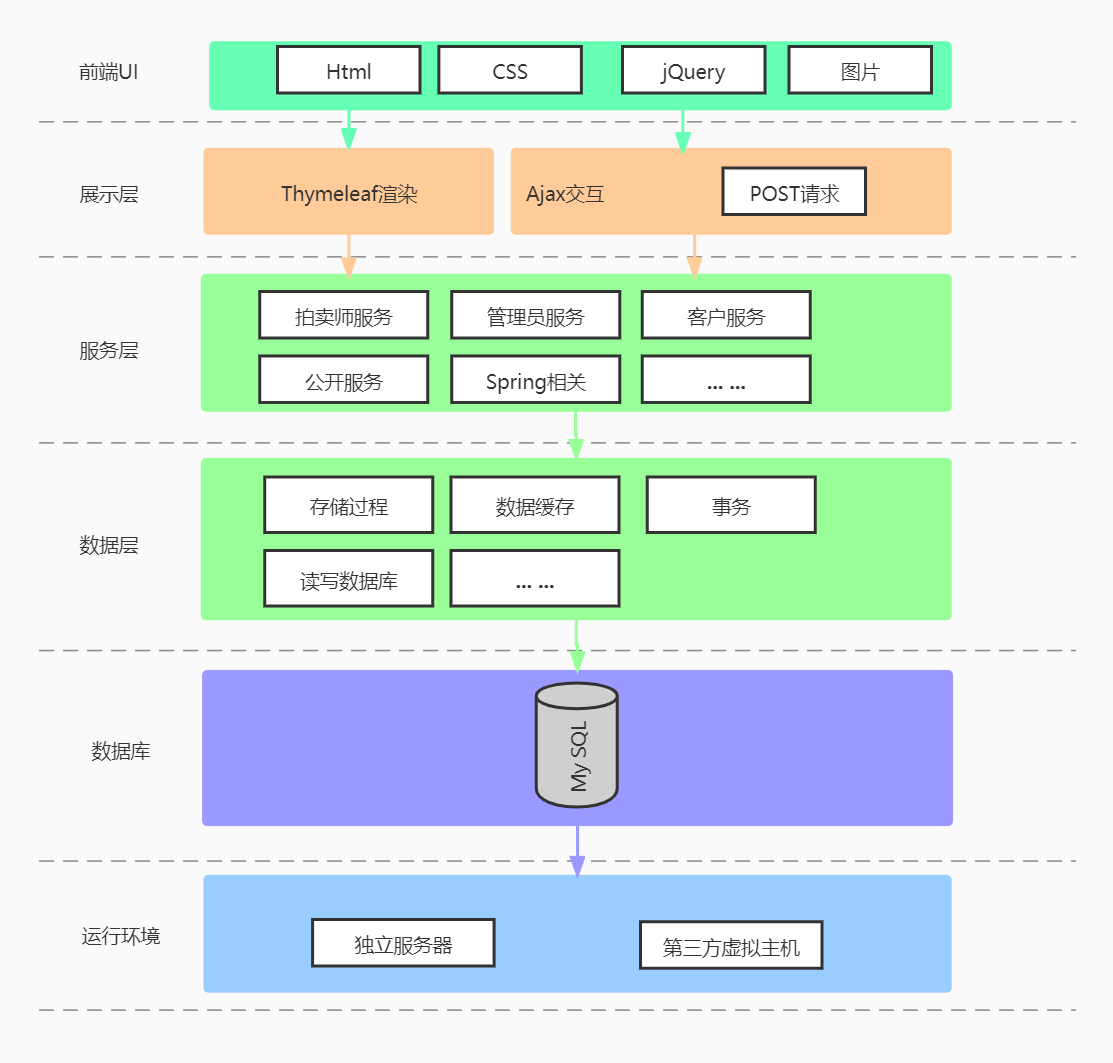 前端UI
Html
CSS
jQuery
图片
展示层
Thymeleaf渲染
Ajax交互
POST请求
服务层
拍卖师服务
管理员服务
客户服务
公开服务
Spring相关
... ...
数据层
存储过程
数据缓存
事务
读写数据库
... ...
数据库
My SQL
运行环境
独立服务器
第三方虚拟主机